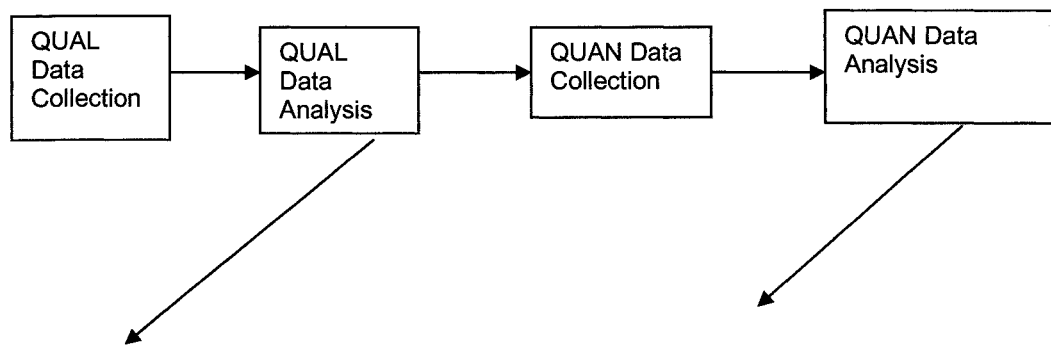 QUAL
Data
Collection
QUAL
Data
Analysis
QUAN Data
Collection
QUAN Data
Analysis